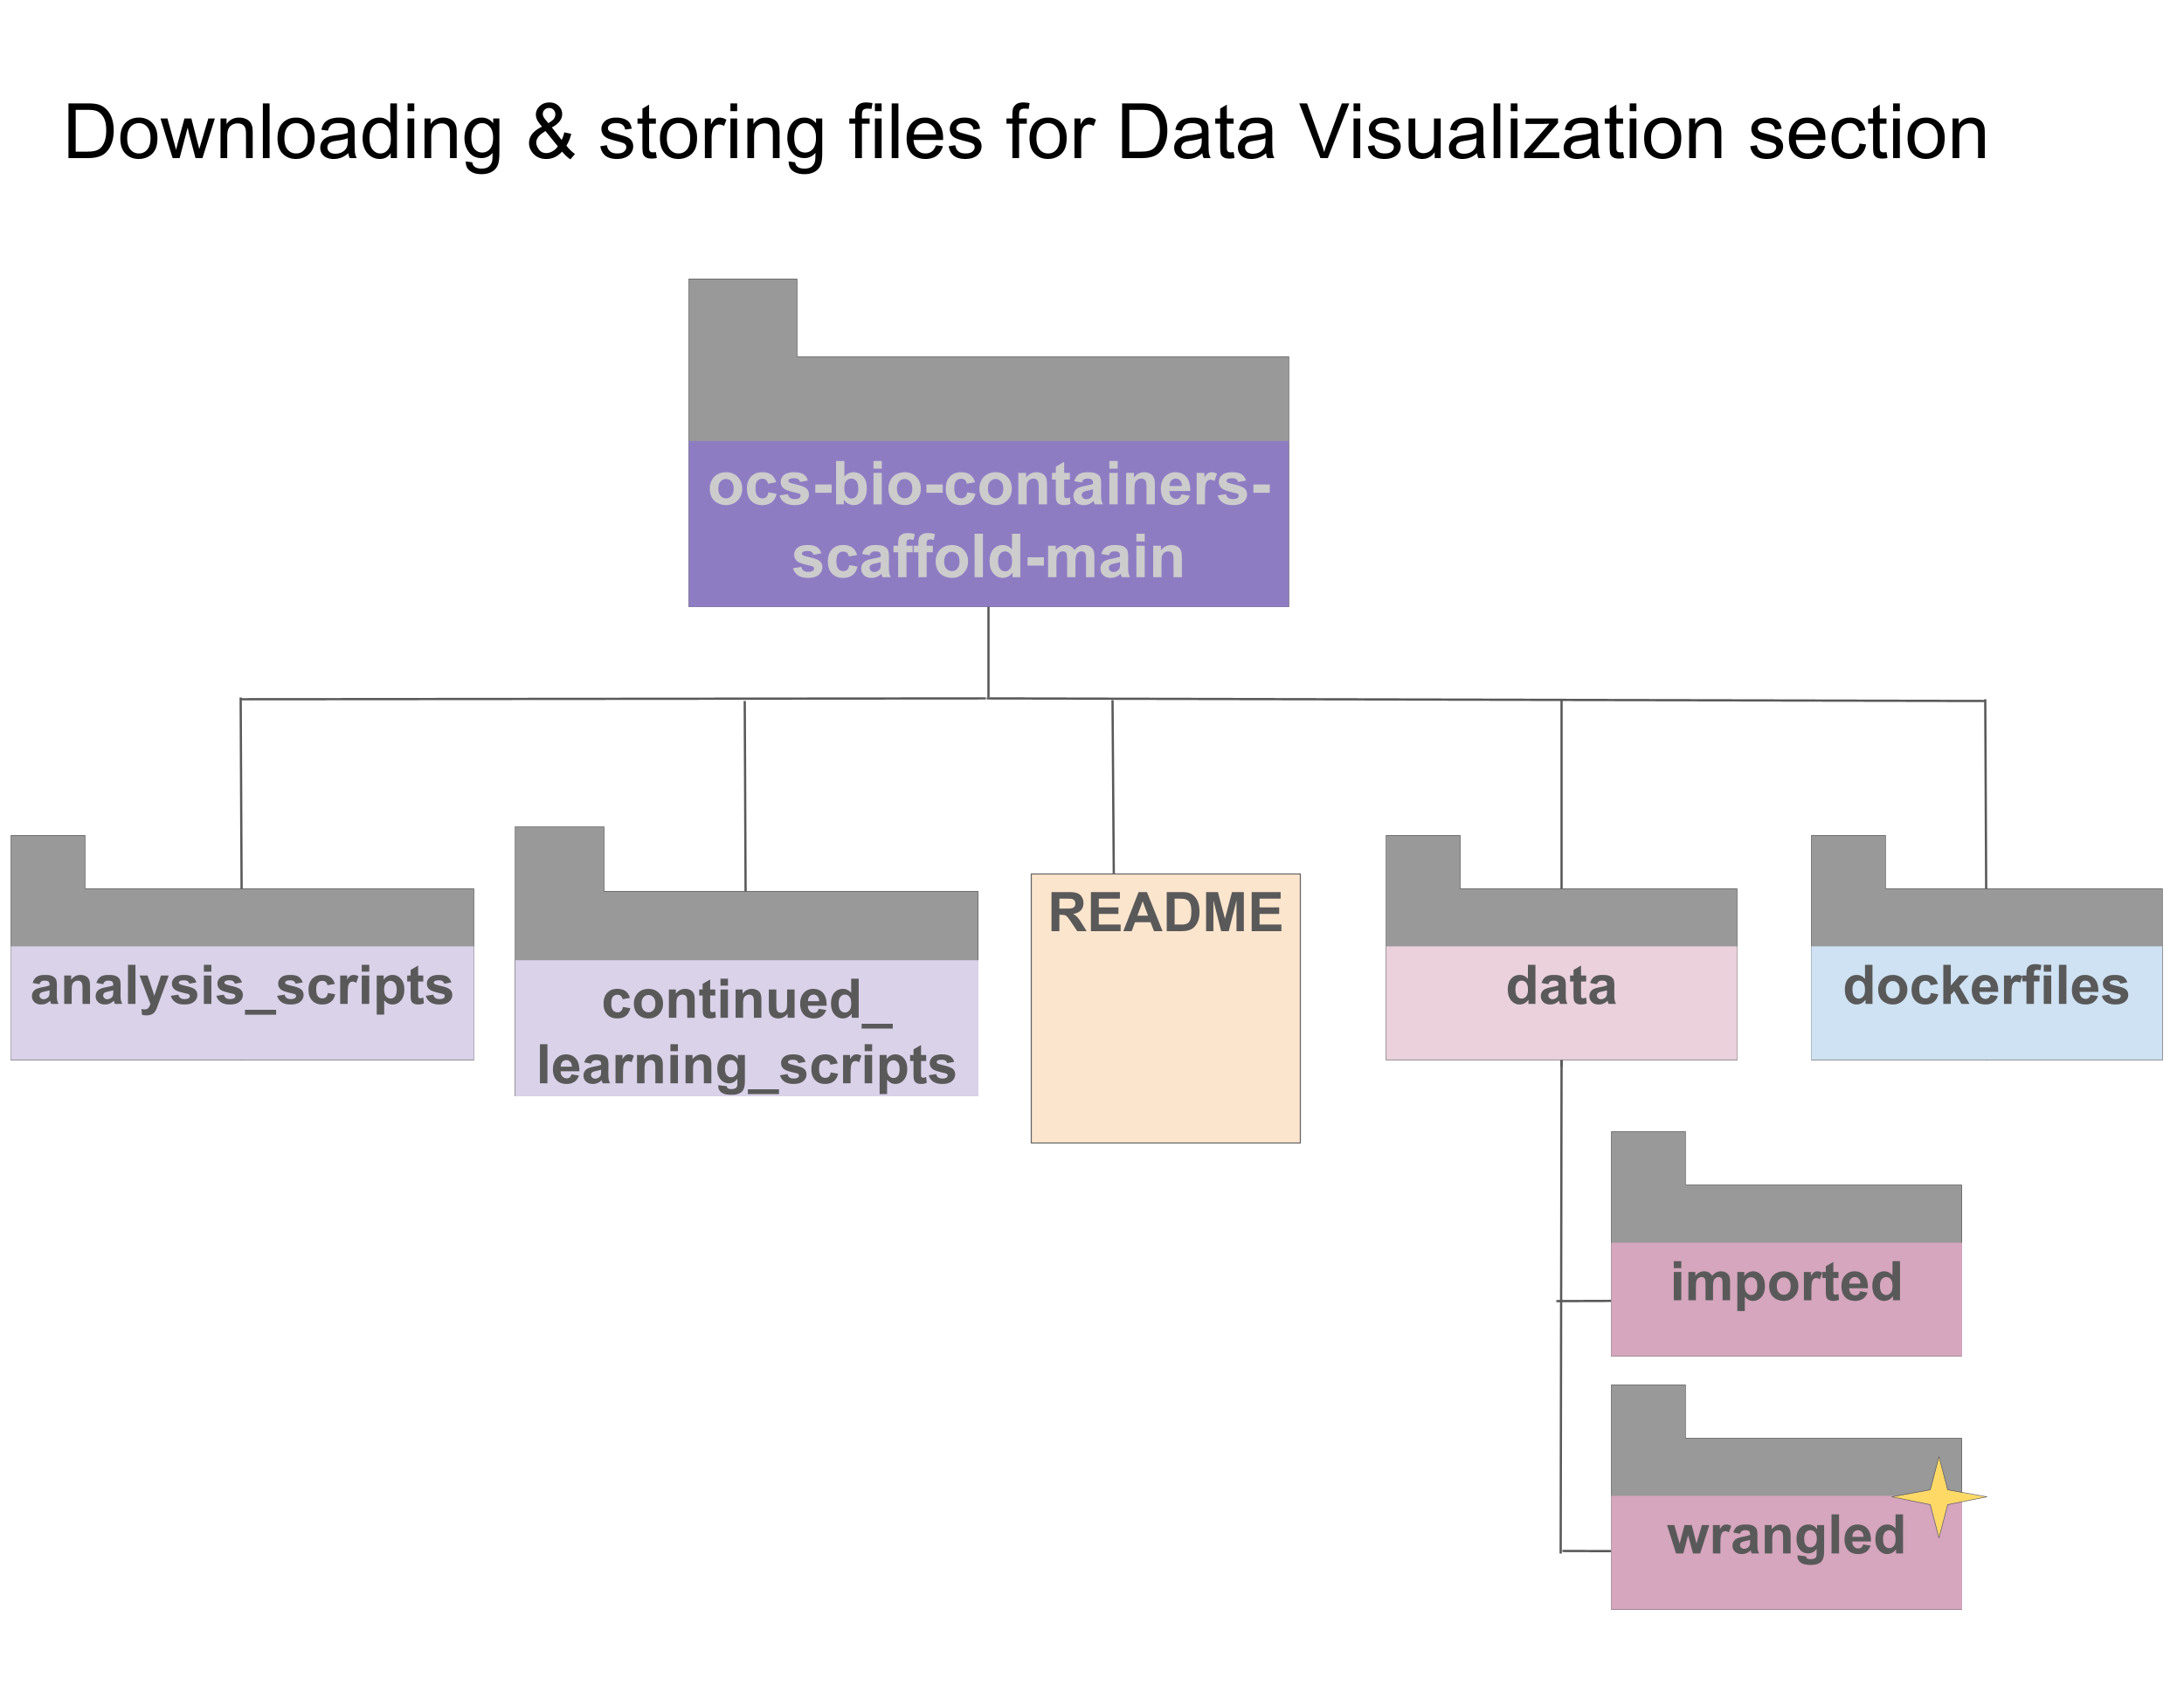 Downloading & storing files for Data Visualization section
ocs-bio-containers-
scaffold-main
analysis_scripts
continued_
learning_scripts
README
data
dockerfiles
imported
wrangled